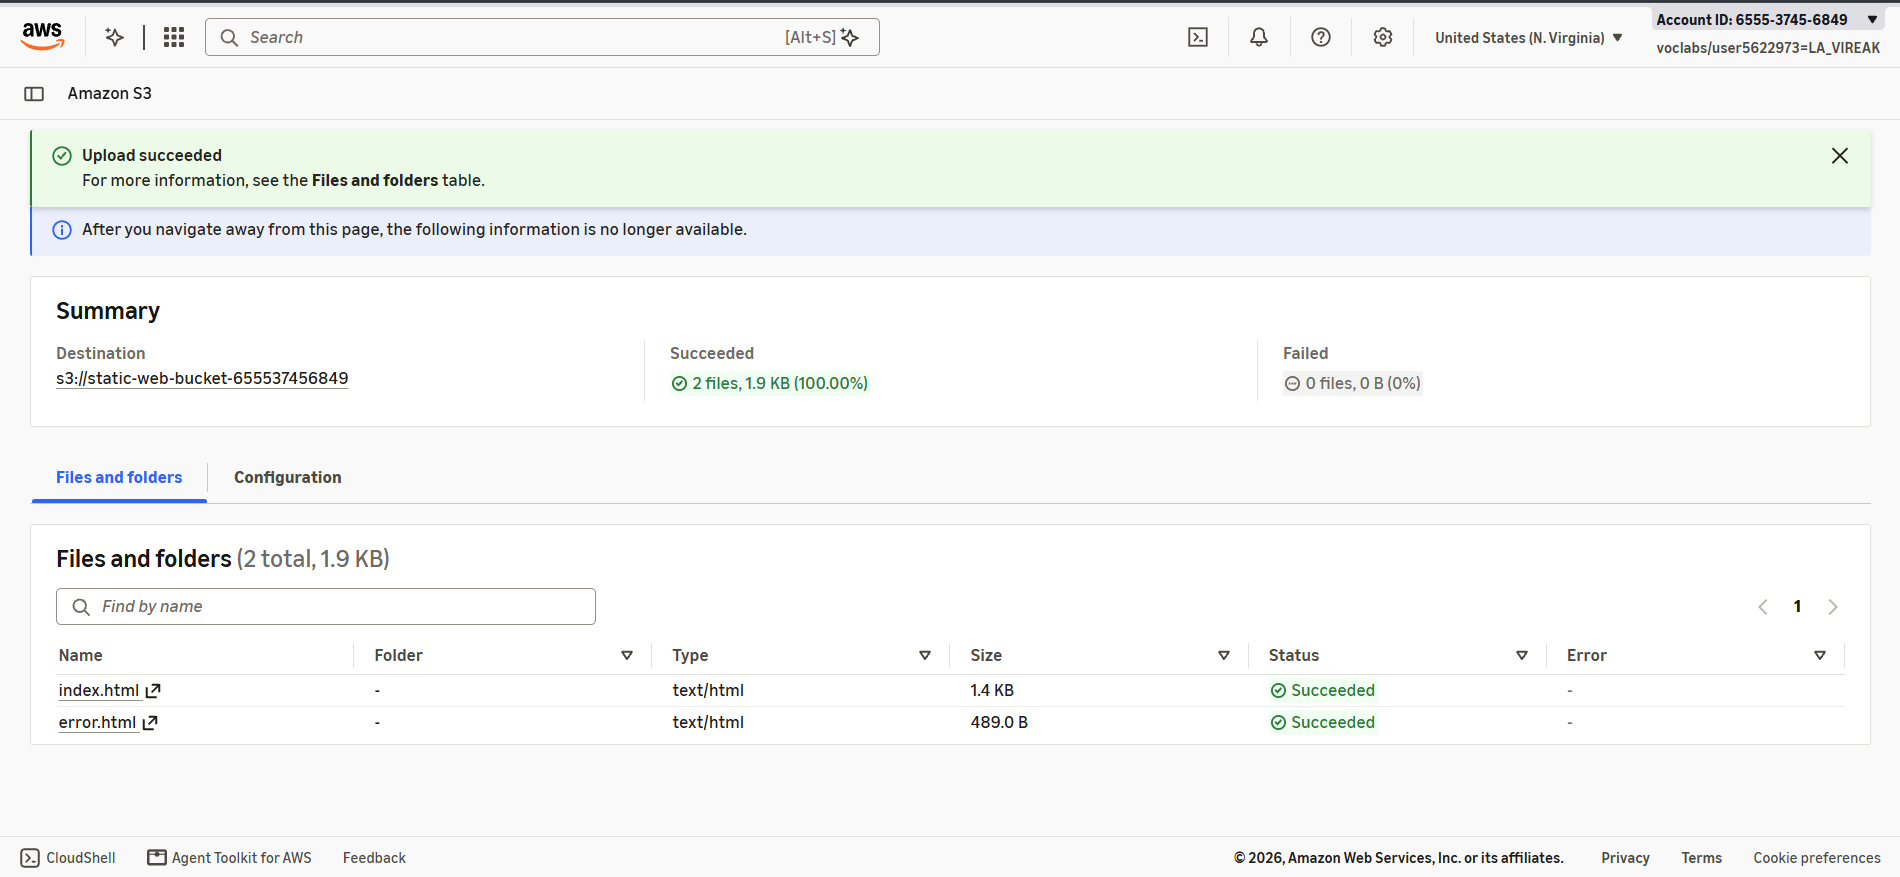 aws
Search [Alt+S]
United States (N. Virginia)
Account ID: 6555-3745-6849
voclabs/user5622973=LA_VIREAK
Amazon S3
Upload succeeded
For more information, see the Files and folders table.
After you navigate away from this page, the following information is no longer available.
Summary
Destination
s3://static-web-bucket-655537456849
Succeeded
2 files, 1.9 KB (100.00%)
Failed
0 files, 0 B (0%)
Files and folders Configuration
Files and folders (2 total, 1.9 KB)
Find by name
1
Name Folder Type Size Status Error
index.html - text/html 1.4 KB Succeeded -
error.html - text/html 489.0 B Succeeded -
CloudShell Agent Toolkit for AWS Feedback © 2026, Amazon Web Services, Inc. or its affiliates. Privacy Terms Cookie preferences